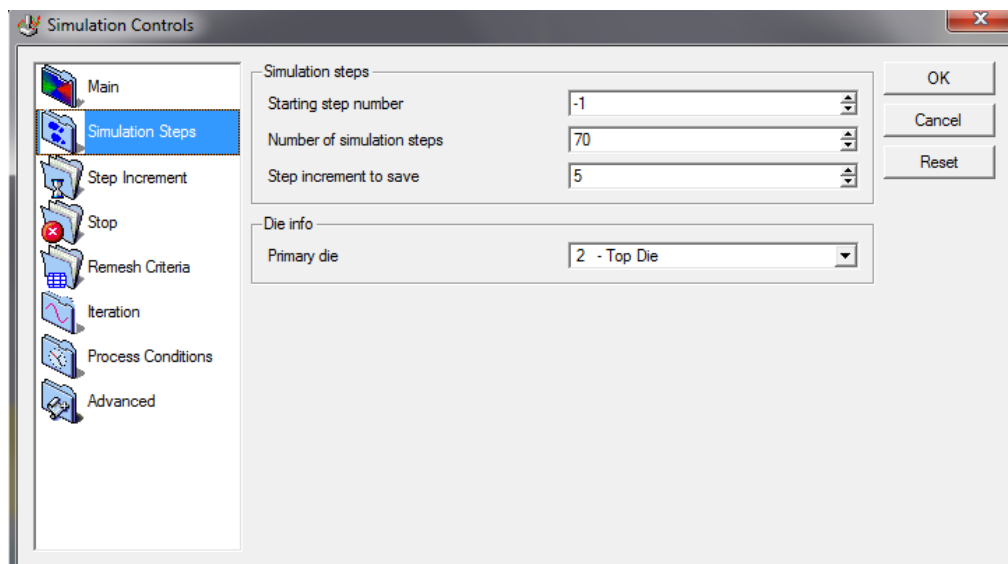 Simulation Controls
Main
Simulation Steps
Step Increment
Stop
Remesh Criteria
Iteration
Process Conditions
Advanced
Simulation steps
Starting step number -1
Number of simulation steps 70
Step increment to save 5
Die info
Primary die 2 - Top Die
OK
Cancel
Reset